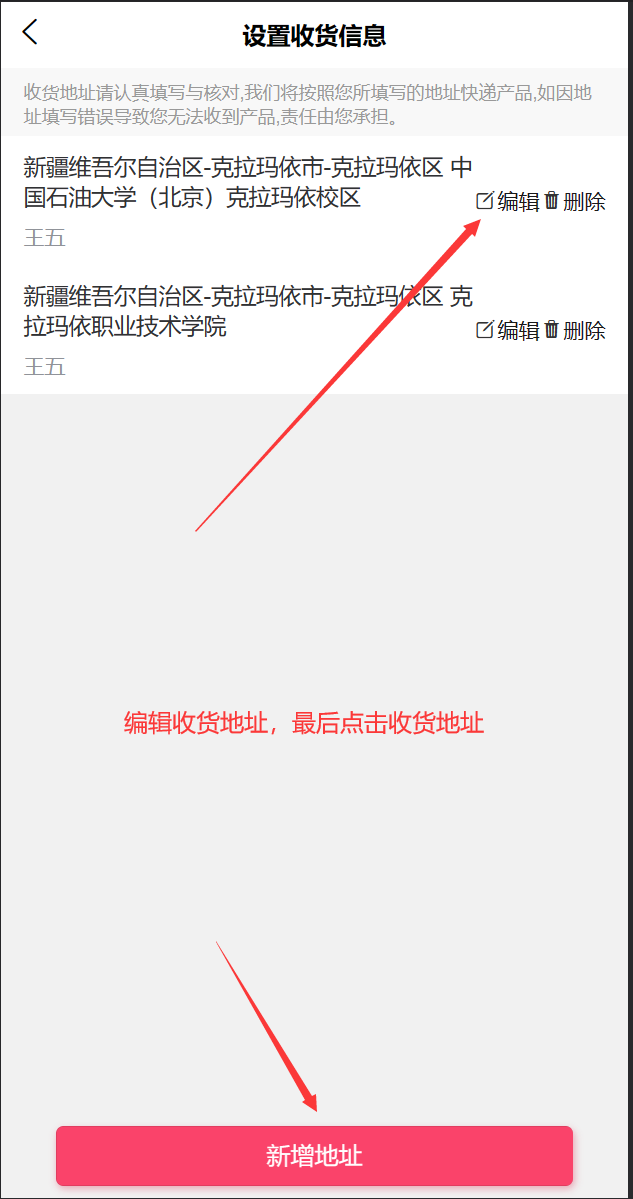 设置收货信息
收货地址请认真填写与核对,我们将按照您所填写的地址快递产品,如因地
址填写错误导致您无法收到产品,责任由您承担。
新疆维吾尔自治区-克拉玛依市-克拉玛依区 中
国石油大学（北京）克拉玛依校区
编辑 删除
王五
新疆维吾尔自治区-克拉玛依市-克拉玛依区 克
拉玛依职业技术学院
编辑 删除
王五
编辑收货地址，最后点击收货地址
新增地址